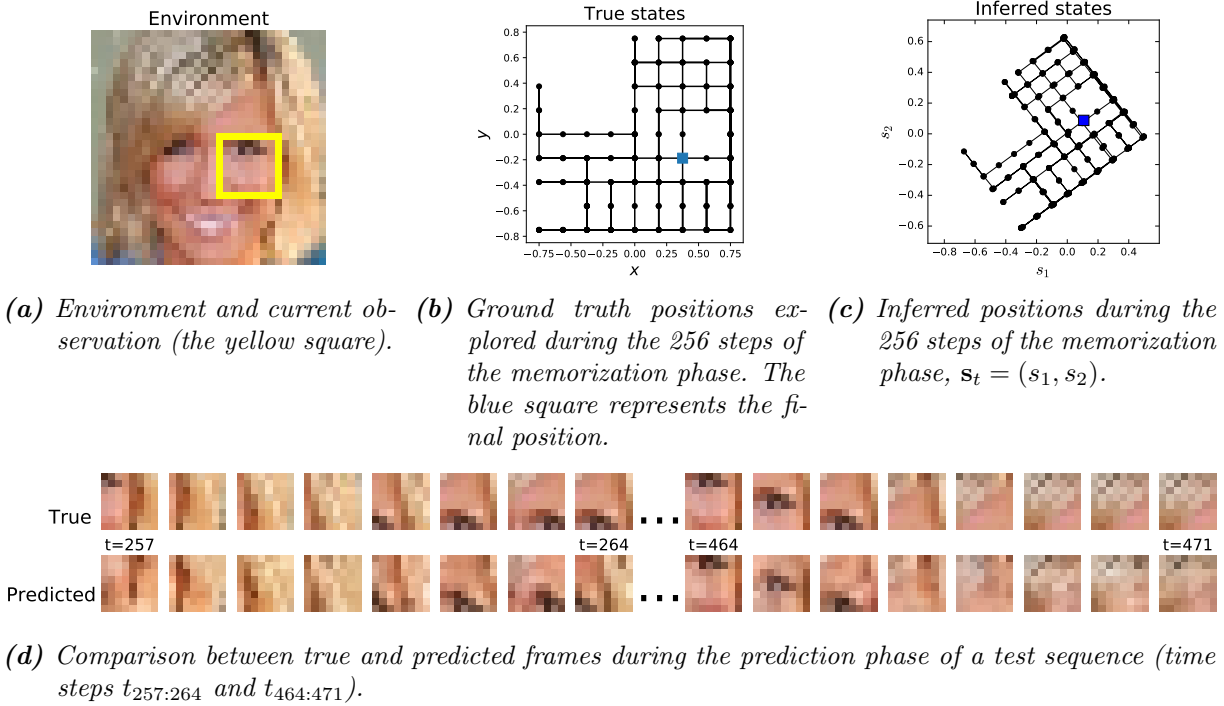 Environment
True states
0.8
0.6
0.4
0.2
0.0
−0.2
−0.4
−0.6
−0.8
y
−0.75 −0.50 −0.25 0.00 0.25 0.50 0.75
x
Inferred states
0.6
0.4
0.2
0.0
−0.2
−0.4
−0.6
s₂
−0.8 −0.6 −0.4 −0.2 0.0 0.2 0.4
s₁
(a) Environment and current ob-
servation (the yellow square).
(b) Ground truth positions ex-
plored during the 256 steps of
the memorization phase. The
blue square represents the fi-
nal position.
(c) Inferred positions during the
256 steps of the memorization
phase, sₜ = (s₁, s₂).
True
t=257 t=264 t=464 t=471
Predicted
(d) Comparison between true and predicted frames during the prediction phase of a test sequence (time
steps t₂₅₇:₂₆₄ and t₄₆₄:₄₇₁).